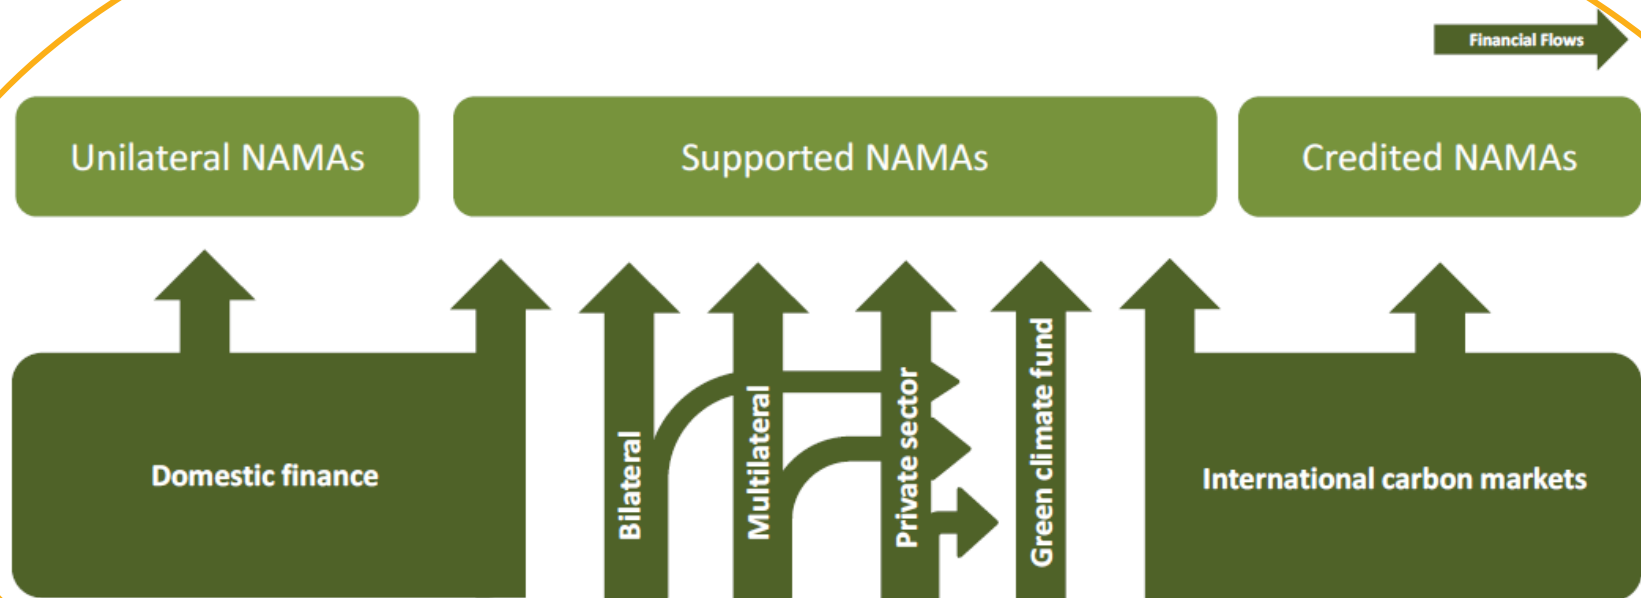 Financial Flows
Unilateral NAMAs
Supported NAMAs
Credited NAMAs
Domestic finance
Bilateral
Multilateral
Private sector
Green climate fund
International carbon markets